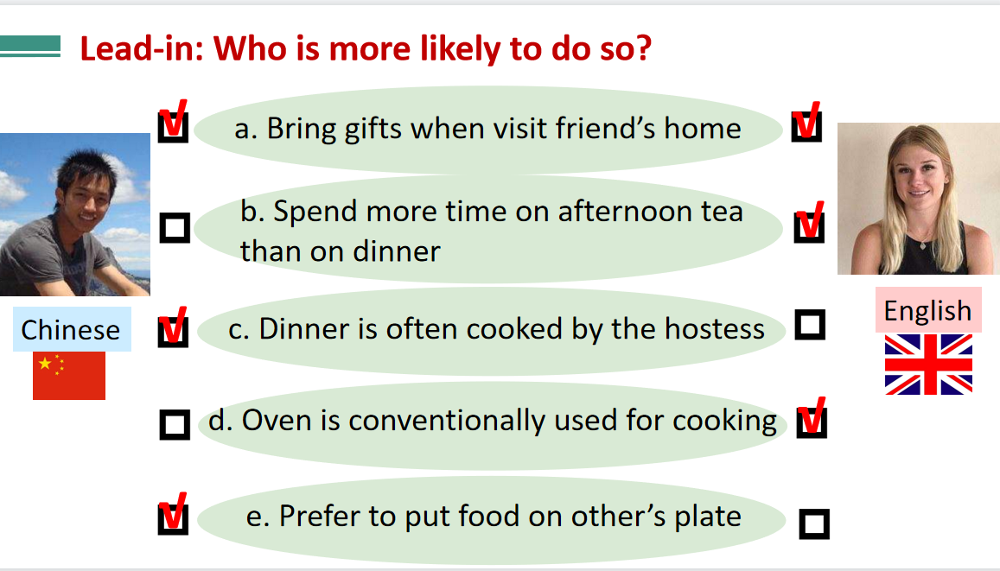 Lead-in: Who is more likely to do so?
a. Bring gifts when visit friend’s home
b. Spend more time on afternoon tea
than on dinner
Chinese
c. Dinner is often cooked by the hostess
English
d. Oven is conventionally used for cooking
e. Prefer to put food on other’s plate